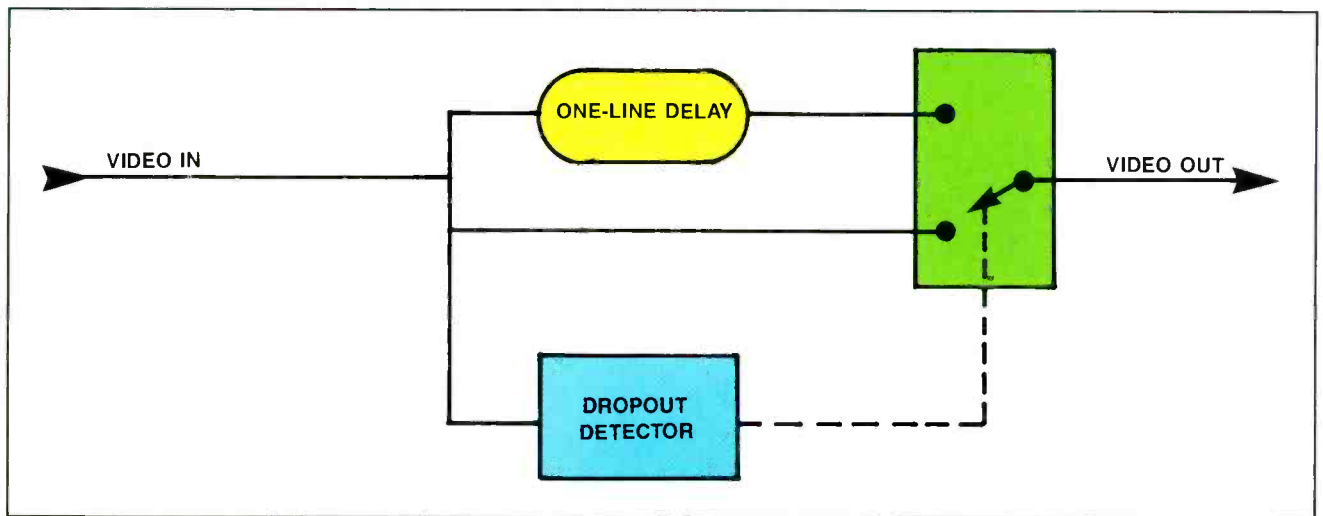 ONE-LINE DELAY
VIDEO IN
VIDEO OUT
DROPOUT
DETECTOR